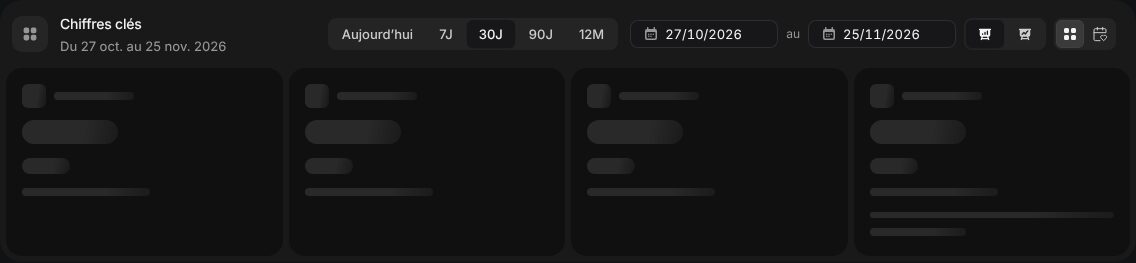 Chiffres clés
Du 27 oct. au 25 nov. 2026
Aujourd'hui 7J 30J 90J 12M
27/10/2026 au 25/11/2026